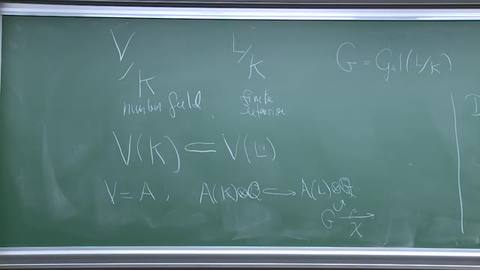 V/K L/K G = Gal(L/K)
number field, finite extension
V(K) ⊂ V(L)
V = A, A(K)⊗Q ↪ A(L)⊗Q
G χ